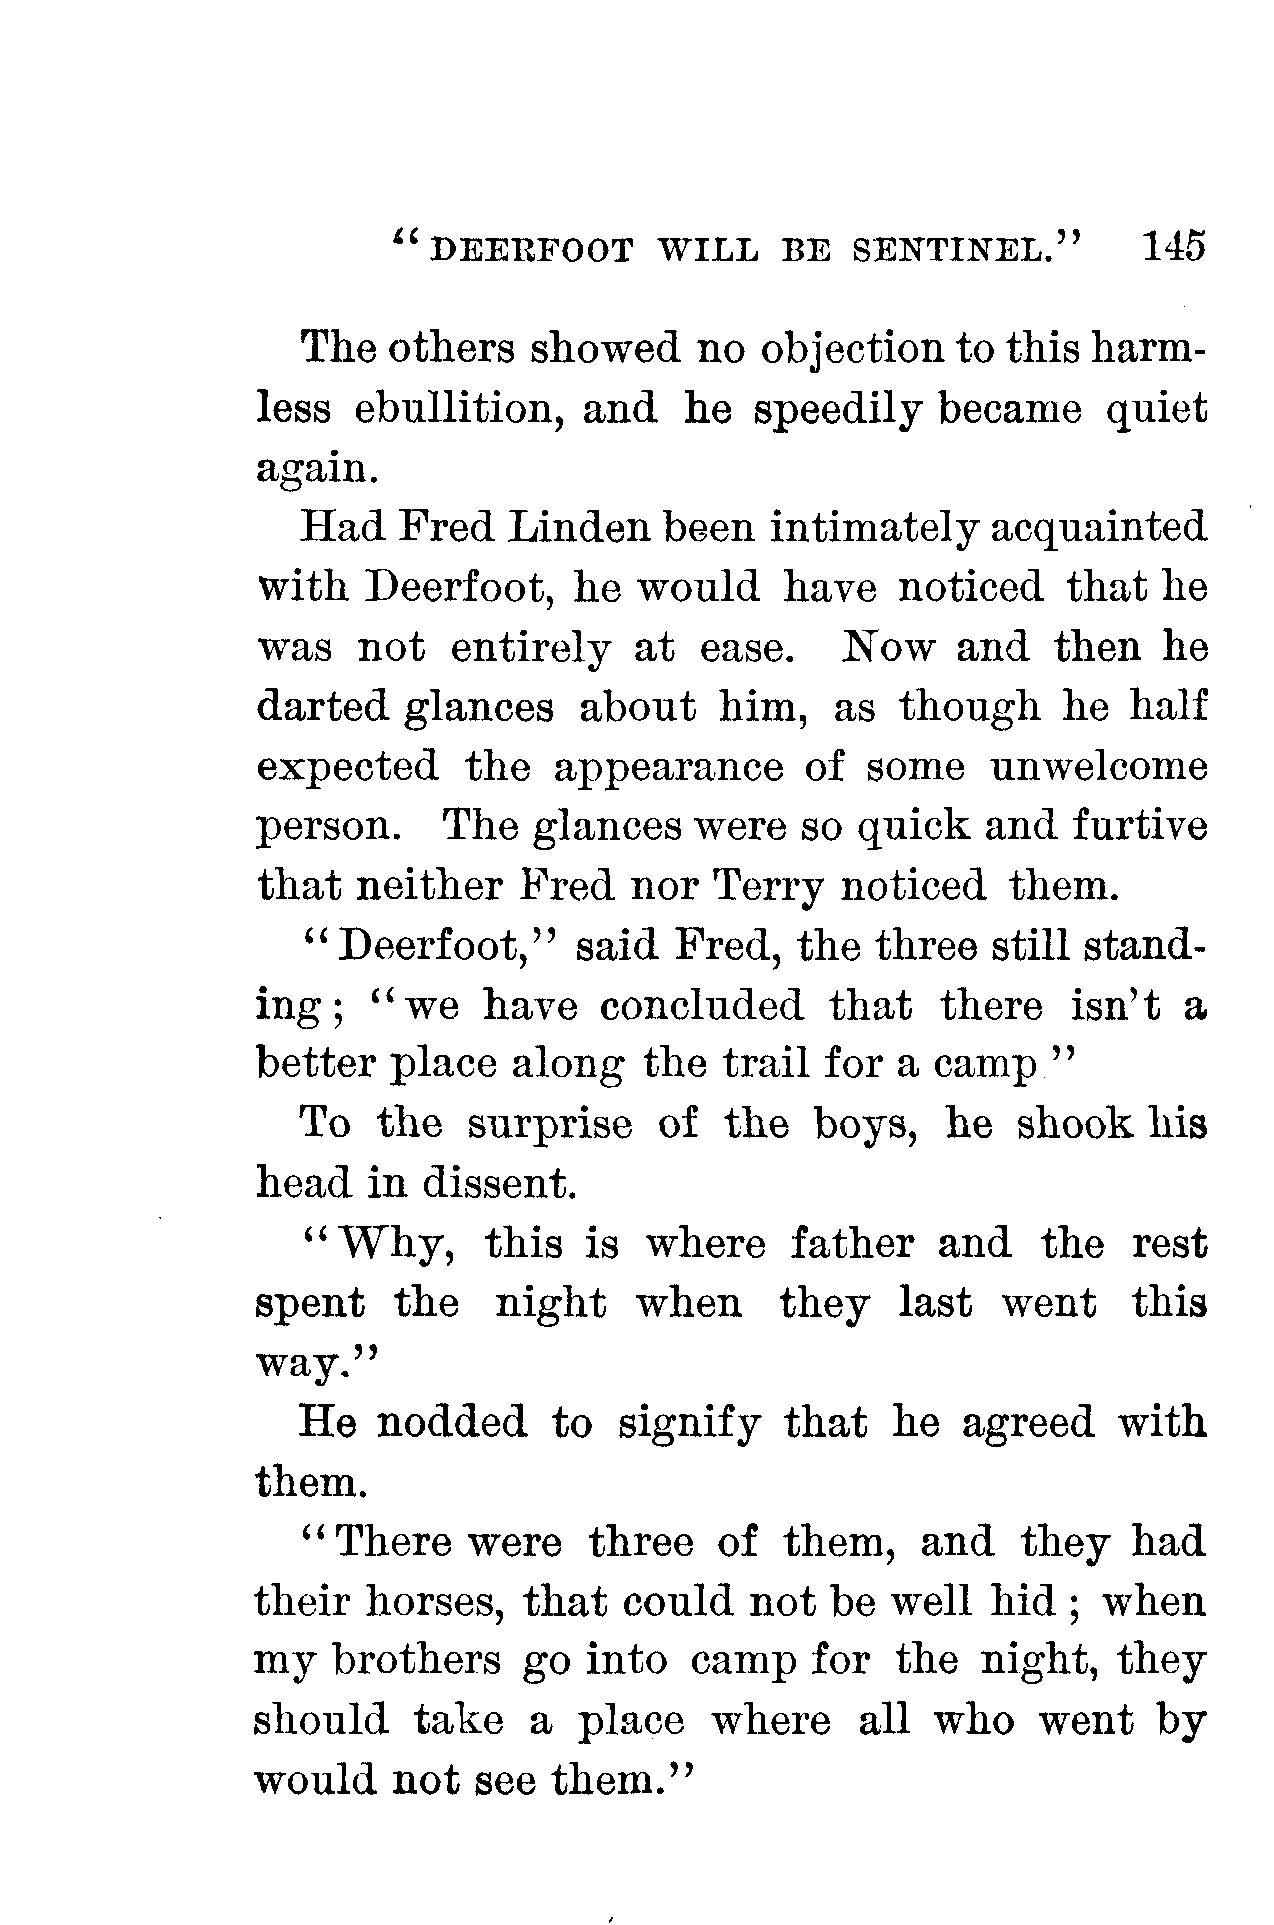 “DEERFOOT WILL BE SENTINEL.” 145
The others showed no objection to this harm-
less ebullition, and he speedily became quiet
again.
Had Fred Linden been intimately acquainted
with Deerfoot, he would have noticed that he
was not entirely at ease. Now and then he
darted glances about him, as though he half
expected the appearance of some unwelcome
person. The glances were so quick and furtive
that neither Fred nor Terry noticed them.
“Deerfoot,” said Fred, the three still stand-
ing; “we have concluded that there isn’t a
better place along the trail for a camp”
To the surprise of the boys, he shook his
head in dissent.
“Why, this is where father and the rest
spent the night when they last went this
way.”
He nodded to signify that he agreed with
them.
“There were three of them, and they had
their horses, that could not be well hid; when
my brothers go into camp for the night, they
should take a place where all who went by
would not see them.”